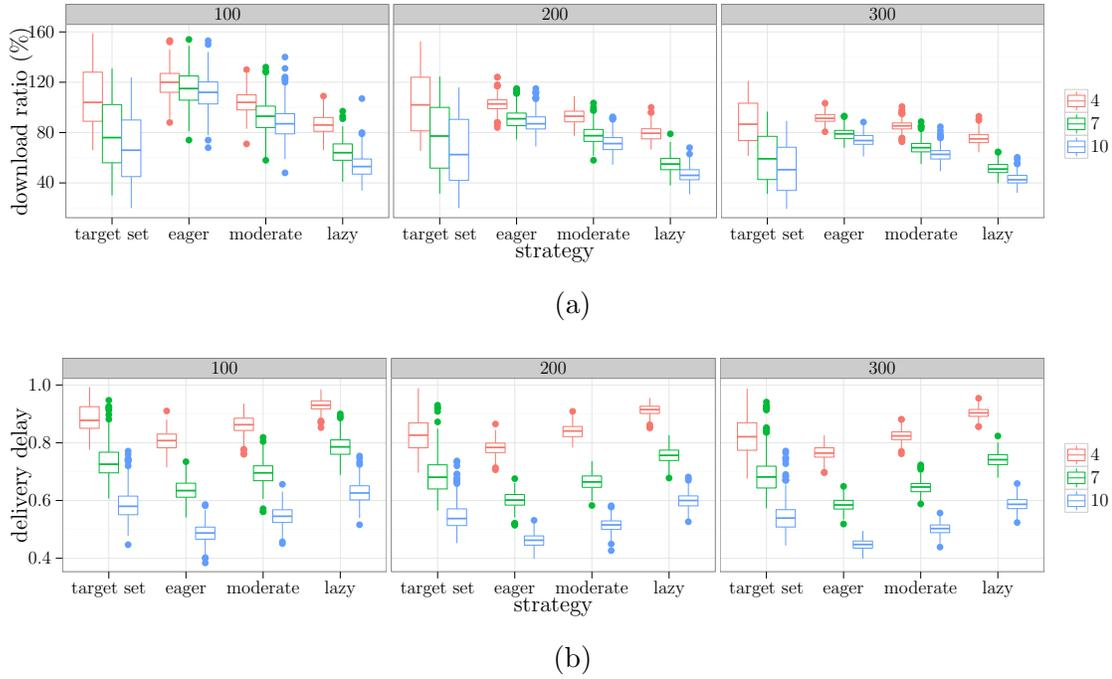 100 200 300
download ratio (%)
160
120
80
40
target set eager moderate lazy target set eager moderate lazy target set eager moderate lazy
strategy
4
7
10
(a)
100 200 300
delivery delay
1.0
0.8
0.6
0.4
target set eager moderate lazy target set eager moderate lazy target set eager moderate lazy
strategy
4
7
10
(b)